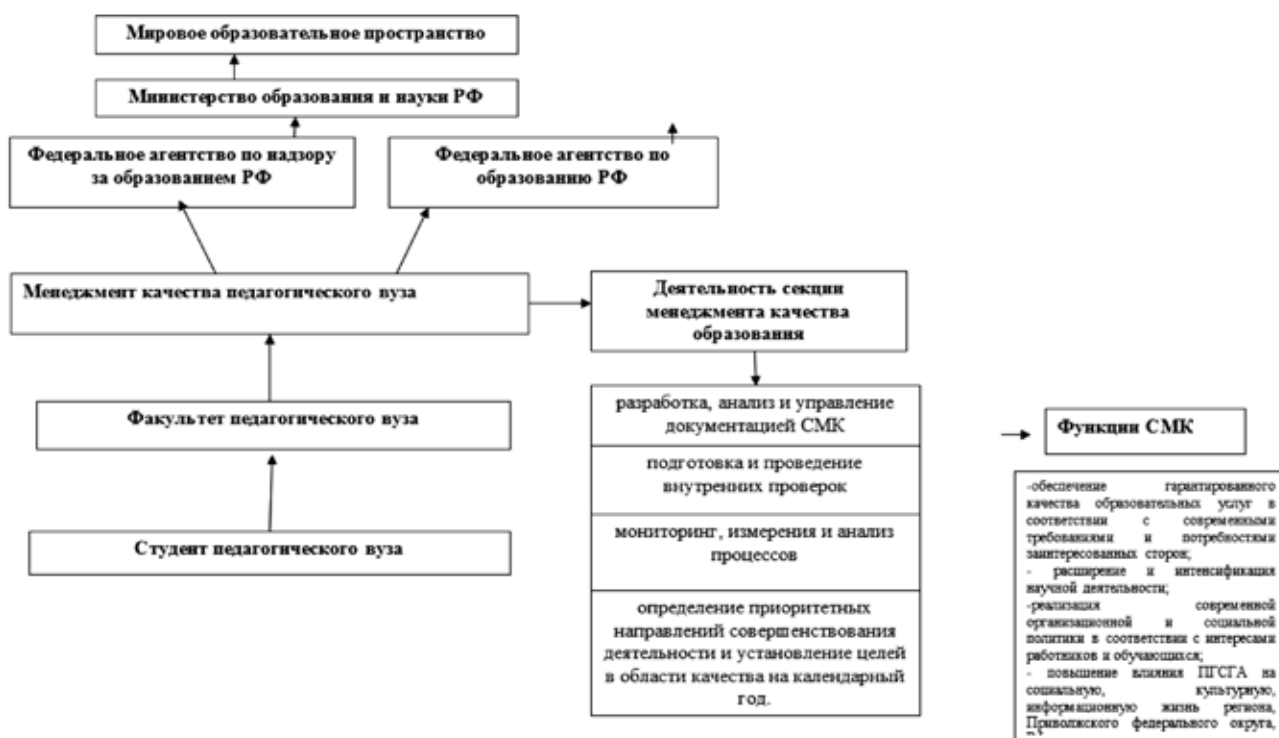 Мировое образовательное пространство
Министерство образования и науки РФ
Федеральное агентство по надзору
за образованием РФ
Федеральное агентство по
образованию РФ
Менеджмент качества педагогического вуза
Деятельность секции
менеджмента качества
образования
Факультет педагогического вуза
Студент педагогического вуза
разработка, анализ и управление
документацией СМК
подготовка и проведение
внутренних проверок
мониторинг, измерения и анализ
процессов
определение приоритетных
направлений совершенствования
деятельности и установление целей
в области качества на календарный
год.
Функции СМК
-обеспечение гарантированного
качества образовательных услуг в
соответствии с современными
требованиями и потребностями
заинтересованных сторон;
- расширение и интенсификация
научной деятельности;
-реализация современной
организационной и социальной
политики в соответствии с интересами
работников и обучающихся;
- повышение влияния ПГСГА на
социальную, культурную,
информационную жизнь региона,
Приволжского федерального округа,